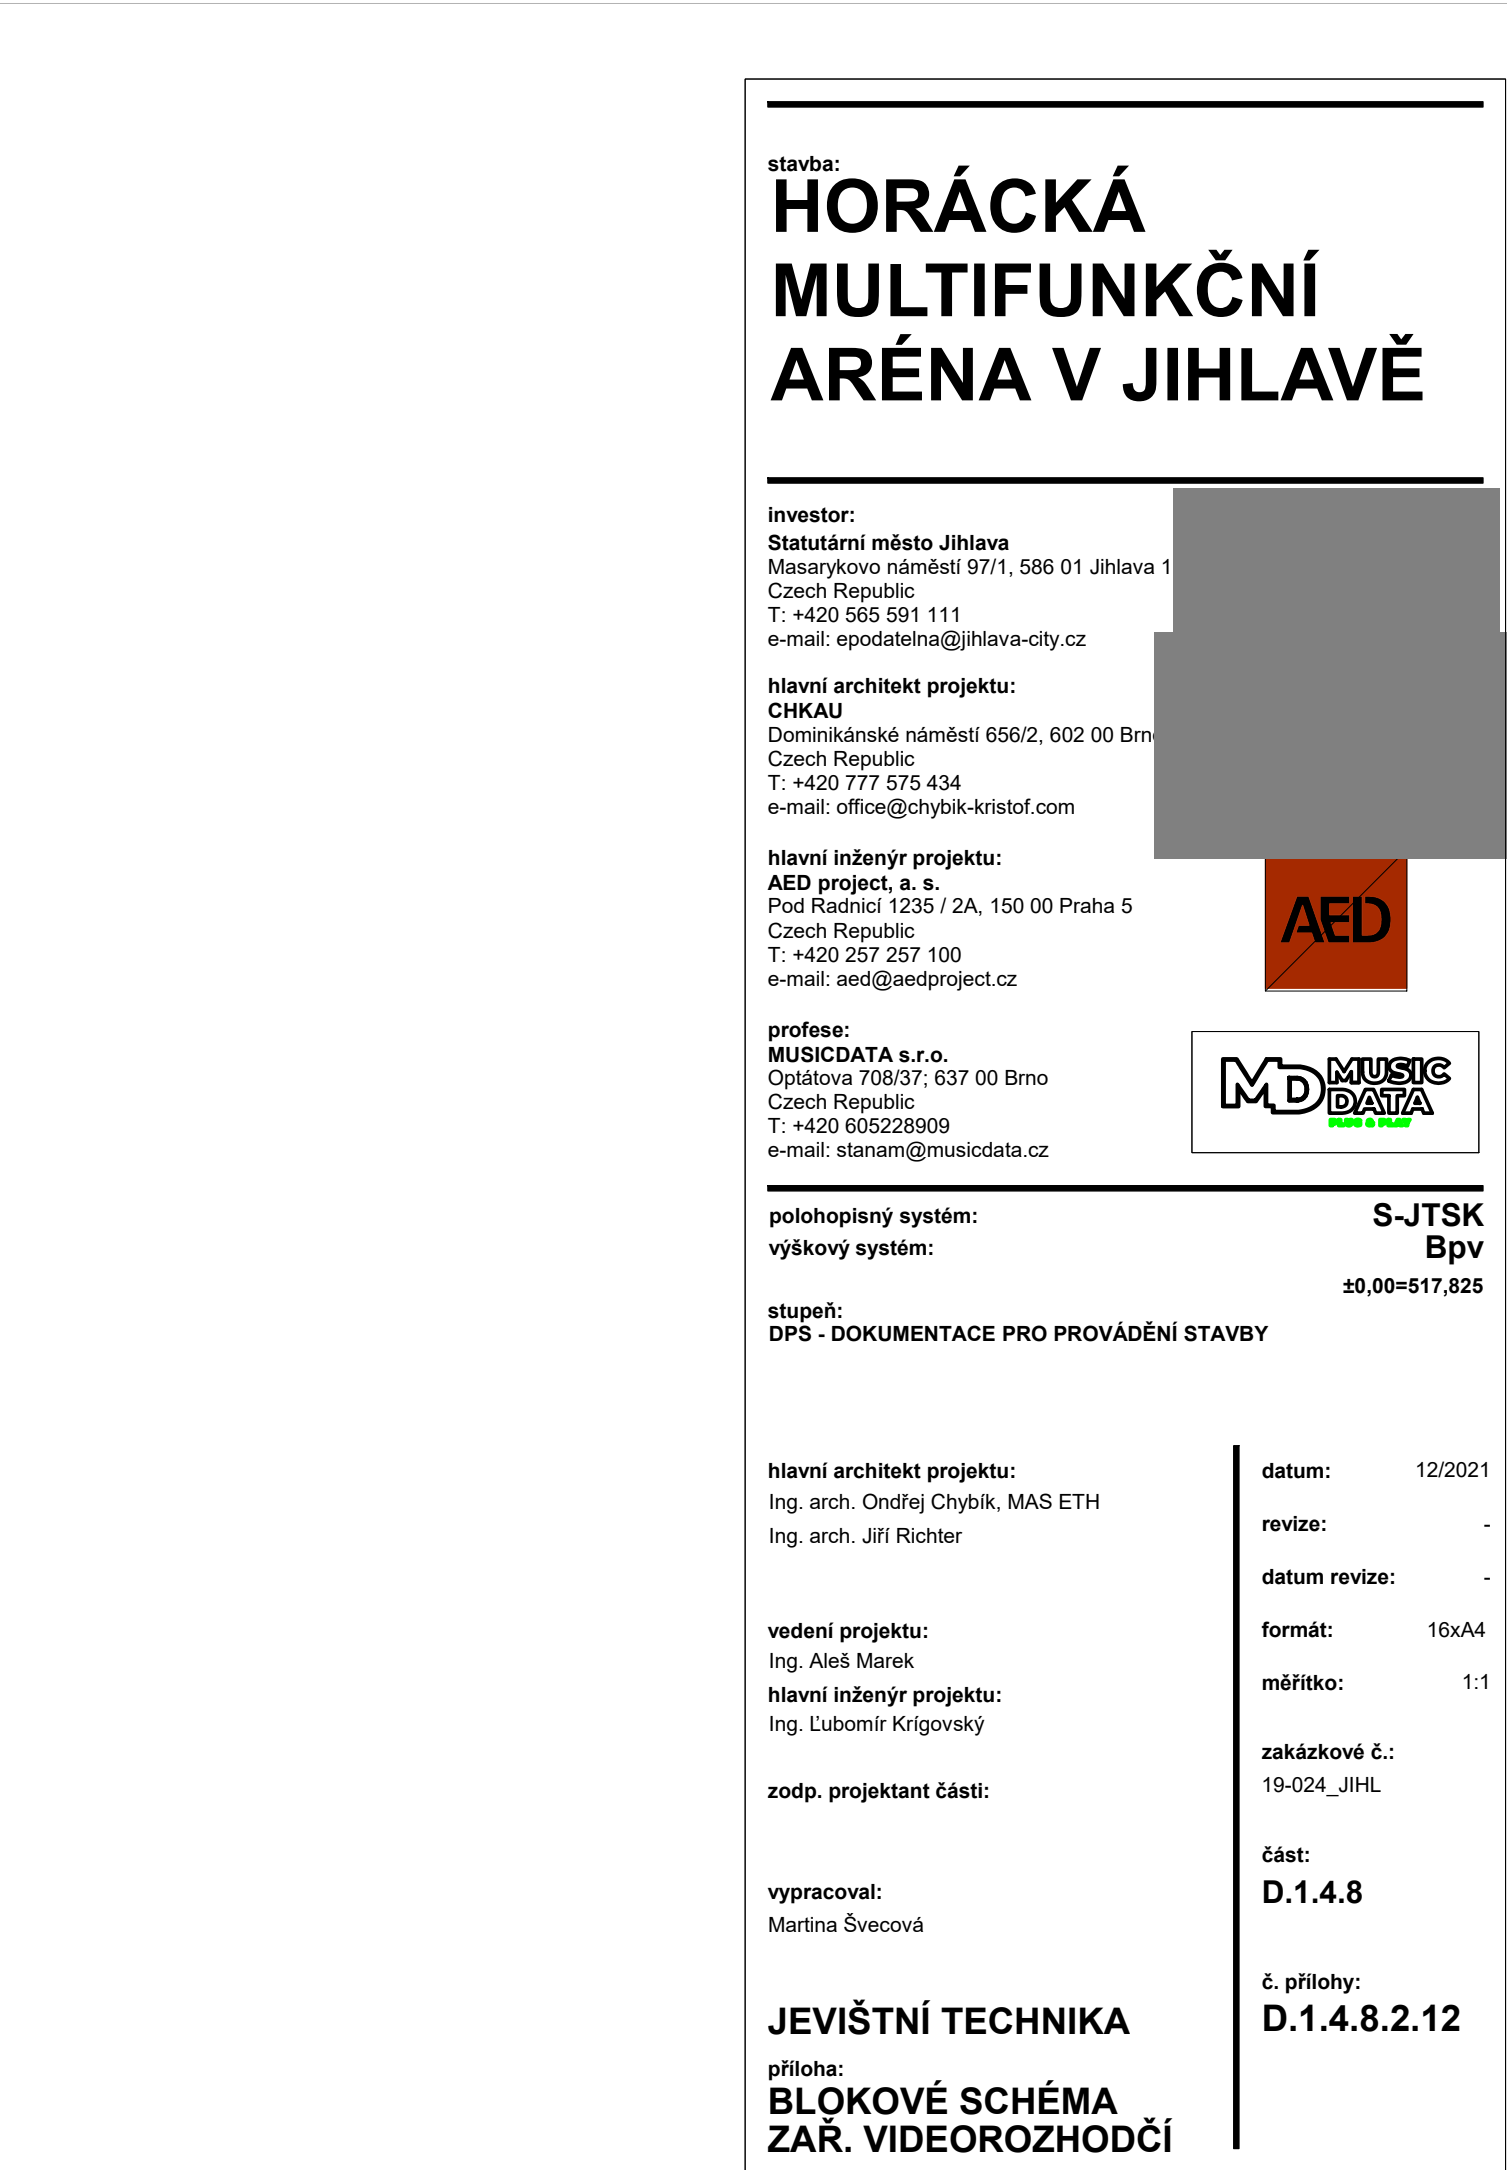 stavba:
HORÁCKÁ
MULTIFUNKČNÍ
ARÉNA V JIHLAVĚ
investor:
Statutární město Jihlava
Masarykovo náměstí 97/1, 586 01 Jihlava 1
Czech Republic
T: +420 565 591 111
e-mail: epodatelna@jihlava-city.cz
hlavní architekt projektu:
CHKAU
Dominikánské náměstí 656/2, 602 00
Czech Republic
T: +420 777 575 434
e-mail: office@chybik-kristof.com
hlavní inženýr projektu:
AED project, a. s.
Pod Radnicí 1235 / 2A, 150 00 Praha 5
Czech Republic
T: +420 257 257 100
e-mail: aed@aedproject.cz
AED
profese:
MUSICDATA s.r.o.
Optátova 708/37; 637 00 Brno
Czech Republic
T: +420 605228909
e-mail: stanam@musicdata.cz
MD MUSIC
DATA
PLUG & PLAY
polohopisný systém: S-JTSK
výškový systém: Bpv
±0,00=517,825
stupeň:
DPS - DOKUMENTACE PRO PROVÁDĚNÍ STAVBY
hlavní architekt projektu:
Ing. arch. Ondřej Chybík, MAS ETH
Ing. arch. Jiří Richter
vedení projektu:
Ing. Aleš Marek
hlavní inženýr projektu:
Ing. Ľubomír Krígovský
zodp. projektant části:
vypracoval:
Martina Švecová
JEVIŠTNÍ TECHNIKA
příloha:
BLOKOVÉ SCHÉMA
ZAŘ. VIDEOROZHODČÍ
datum: 12/2021
revize: -
datum revize: -
formát: 16xA4
měřítko: 1:1
zakázkové č.:
19-024_JIHL
část:
D.1.4.8
č. přílohy:
D.1.4.8.2.12